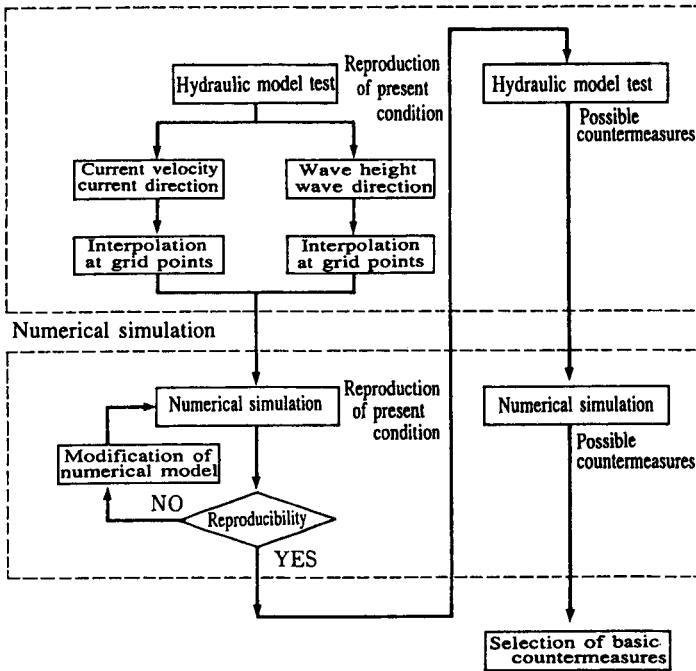 Hydraulic model test
Reproduction
of present
condition
Current velocity
current direction
Wave height
wave direction
Interpolation
at grid points
Interpolation
at grid points
Numerical simulation
Numerical simulation
Reproduction
of present
condition
Modification of
numerical model
NO
Reproducibility
YES
Hydraulic model test
Possible
countermeasures
Numerical simulation
Possible
countermeasures
Selection of basic
countermeasures